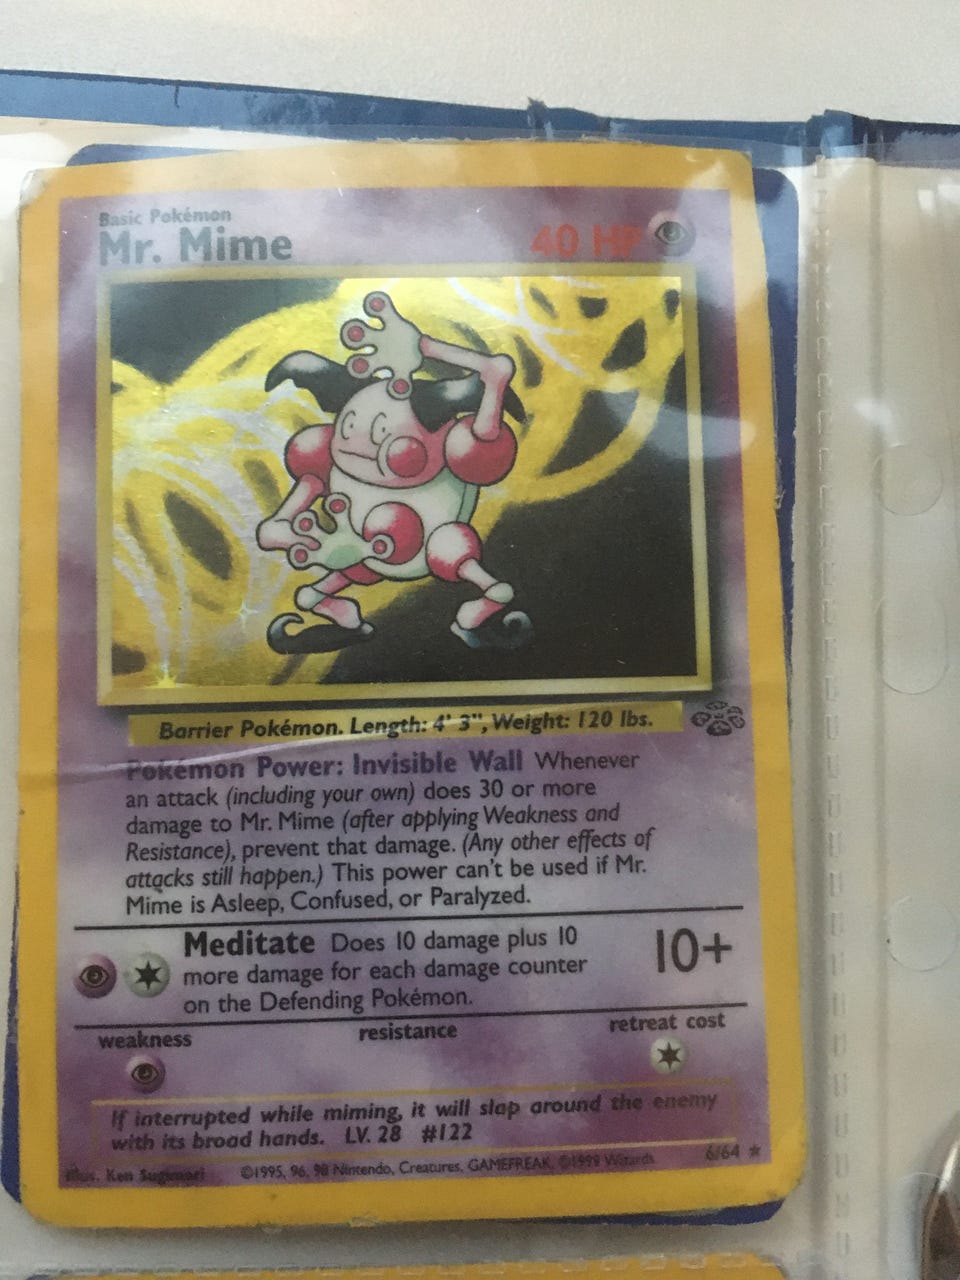 Basic Pokémon
Mr. Mime
40 HP
Barrier Pokémon. Length: 4' 3", Weight: 120 lbs.
Pokémon Power: Invisible Wall Whenever
an attack (including your own) does 30 or more
damage to Mr. Mime (after applying Weakness and
Resistance), prevent that damage. (Any other effects of
attacks still happen.) This power can't be used if Mr.
Mime is Asleep, Confused, or Paralyzed.
Meditate Does 10 damage plus 10
more damage for each damage counter
on the Defending Pokémon.
10+
weakness
resistance
retreat cost
If interrupted while miming, it will slap around the enemy
with its broad hands. LV. 28 #122
Illus. Ken Sugimori
©1995, 96, 98 Nintendo, Creatures, GAMEFREAK. ©1999 Wizards.
6/64 ★